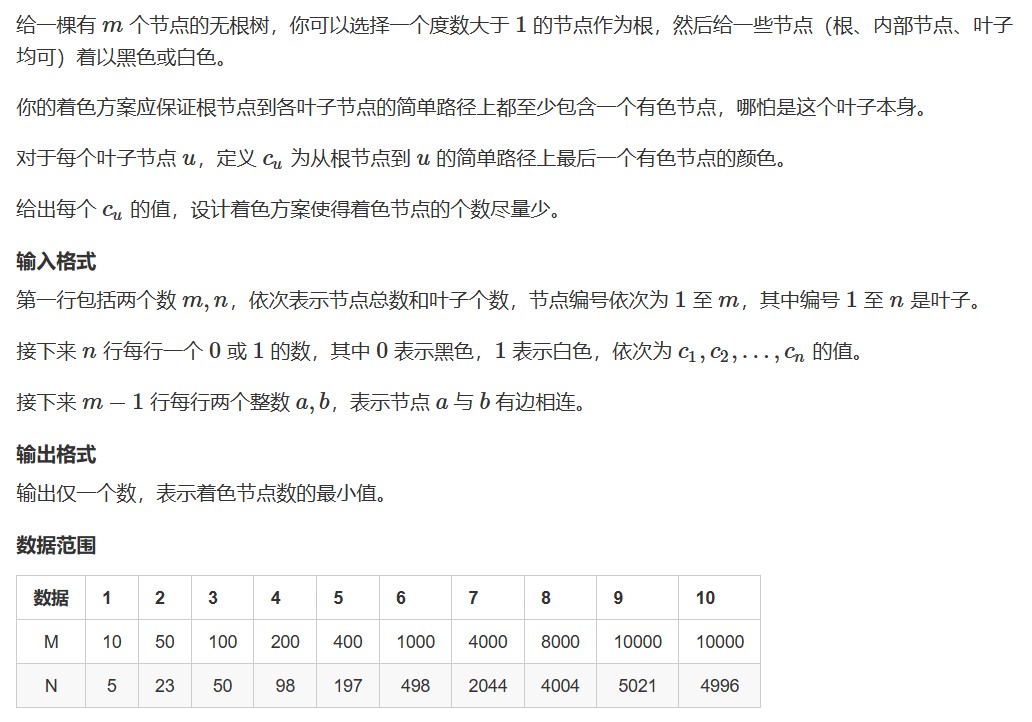 给一棵有 m 个节点的无根树，你可以选择一个度数大于 1 的节点作为根，然后给一些节点（根、内部节点、叶子
均可）着以黑色或白色。
你的着色方案应保证根节点到各叶子节点的简单路径上都至少包含一个有色节点，哪怕是这个叶子本身。
对于每个叶子节点 u，定义 c_u 为从根节点到 u 的简单路径上最后一个有色节点的颜色。
给出每个 c_u 的值，设计着色方案使得着色节点的个数尽量少。
输入格式
第一行包括两个数 m, n，依次表示节点总数和叶子个数，节点编号依次为 1 至 m，其中编号 1 至 n 是叶子。
接下来 n 行每行一个 0 或 1 的数，其中 0 表示黑色，1 表示白色，依次为 c_1, c_2, ..., c_n 的值。
接下来 m − 1 行每行两个整数 a, b，表示节点 a 与 b 有边相连。
输出格式
输出仅一个数，表示着色节点数的最小值。
数据范围
数据 1 2 3 4 5 6 7 8 9 10
M 10 50 100 200 400 1000 4000 8000 10000 10000
N 5 23 50 98 197 498 2044 4004 5021 4996